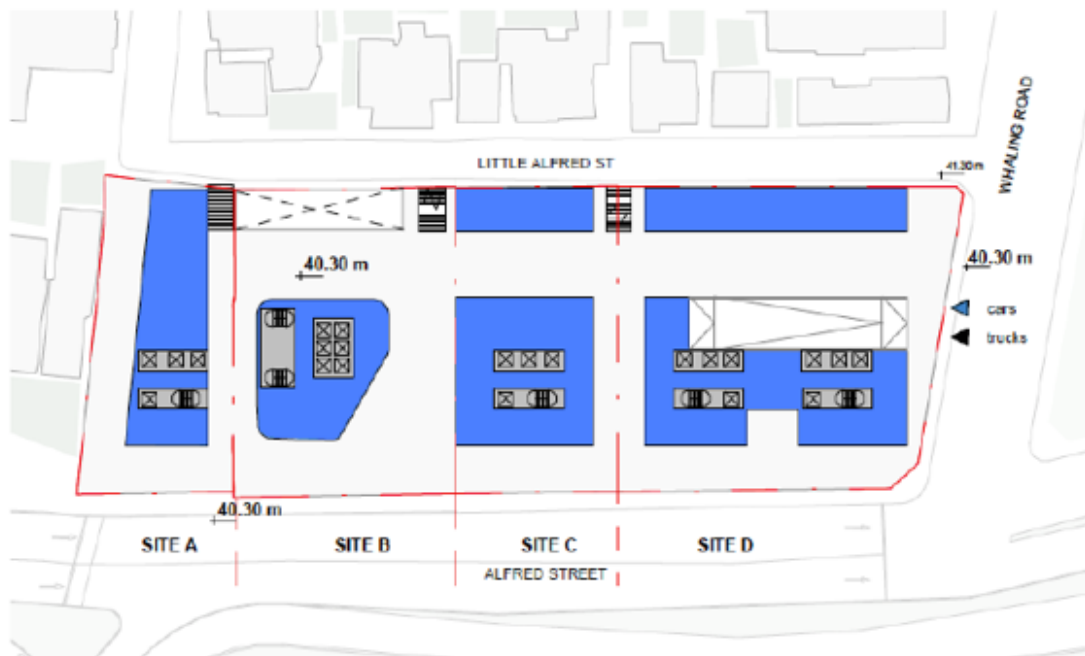 LITTLE ALFRED ST
41.30 m
WHALING ROAD
40.30 m
40.30 m
cars
trucks
40.30 m
SITE A
SITE B
SITE C
SITE D
ALFRED STREET